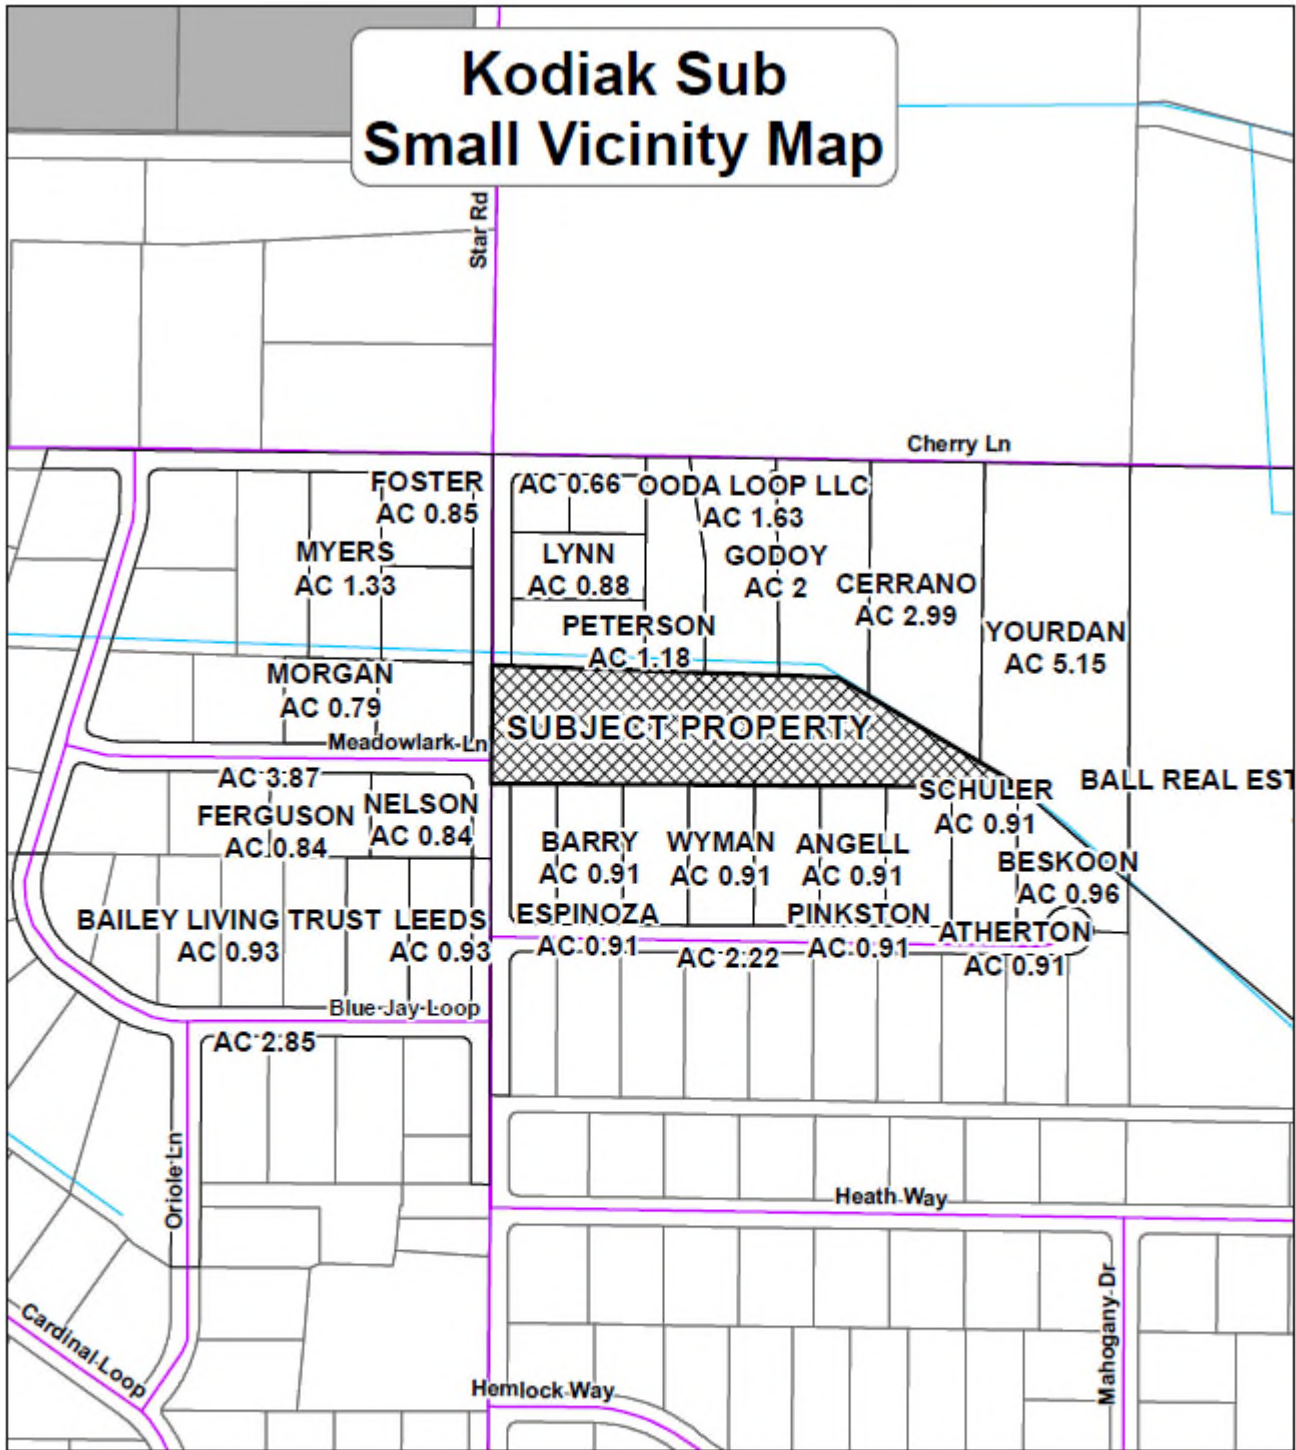 Kodiak Sub
Small Vicinity Map
Star Rd
Cherry Ln
FOSTER
AC 0.85
AC 0.66
OODA LOOP LLC
AC 1.63
MYERS
AC 1.33
LYNN
AC 0.88
GODOY
AC 2
CERRANO
AC 2.99
PETERSON
AC 1.18
YOURDAN
AC 5.15
MORGAN
AC 0.79
SUBJECT PROPERTY
Meadowlark Ln
AC 3.87
FERGUSON
AC 0.84
NELSON
AC 0.84
SCHULER
AC 0.91
BALL REAL EST
BARRY
AC 0.91
WYMAN
AC 0.91
ANGELL
AC 0.91
BESKOON
AC 0.96
BAILEY LIVING TRUST
AC 0.93
LEEDS
AC 0.93
ESPINOZA
AC 0.91
AC 2.22
PINKSTON
AC 0.91
ATHERTON
AC 0.91
Blue Jay Loop
AC 2.85
Oriole Ln
Heath Way
Cardinal Loop
Hemlock Way
Mahogany Dr